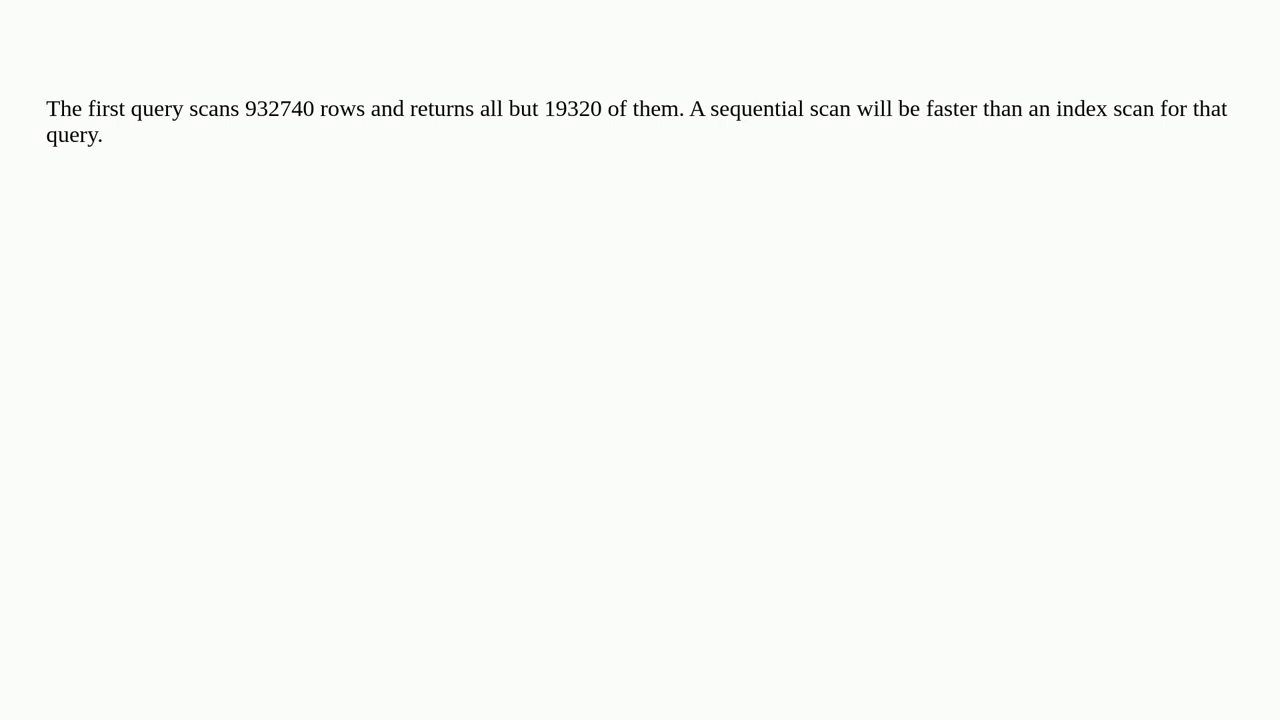 The first query scans 932740 rows and returns all but 19320 of them. A sequential scan will be faster than an index scan for that
query.